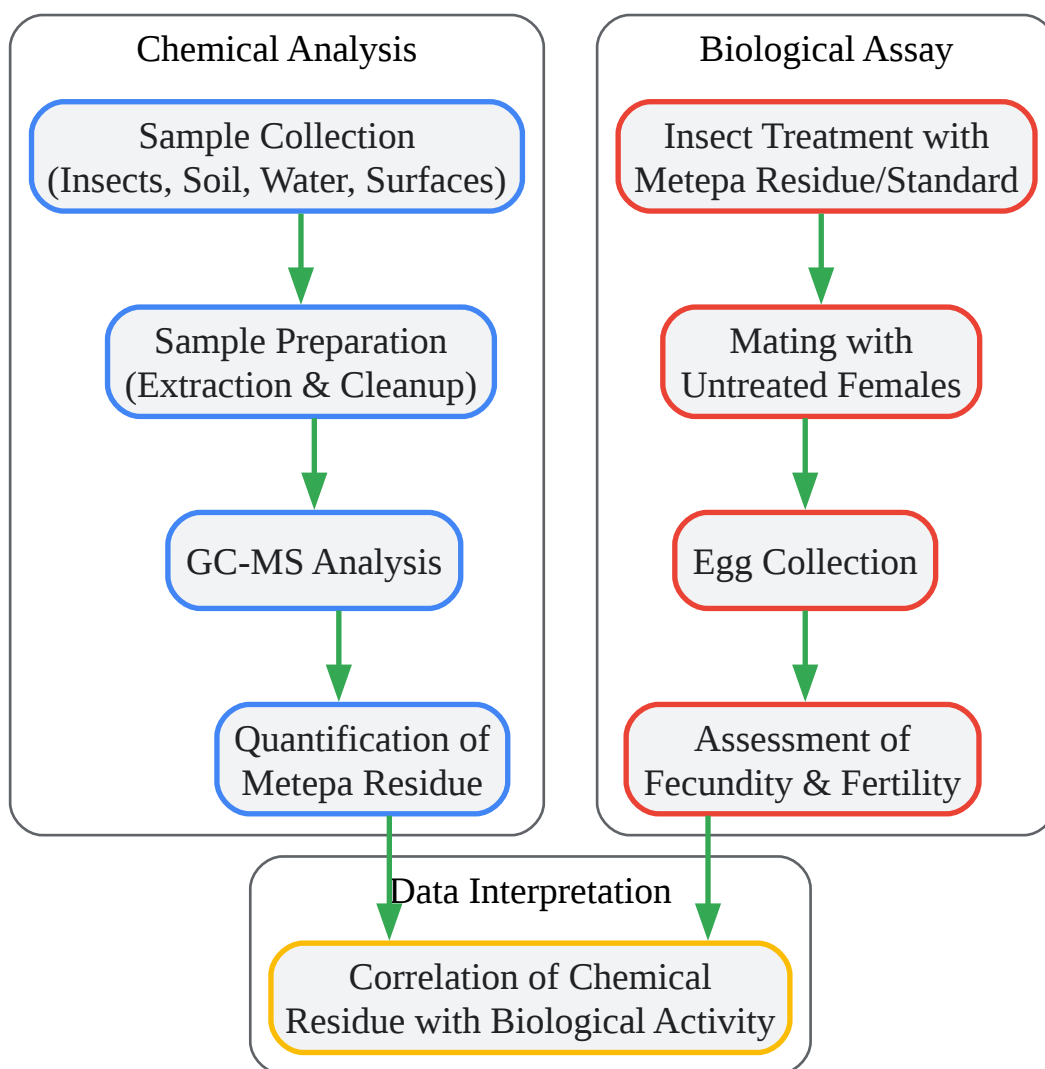 Chemical Analysis
Sample Collection
(Insects, Soil, Water, Surfaces)
Sample Preparation
(Extraction & Cleanup)
GC-MS Analysis
Quantification of
Metepa Residue
Biological Assay
Insect Treatment with
Metepa Residue/Standard
Mating with
Untreated Females
Egg Collection
Assessment of
Fecundity & Fertility
Data Interpretation
Correlation of Chemical
Residue with Biological Activity